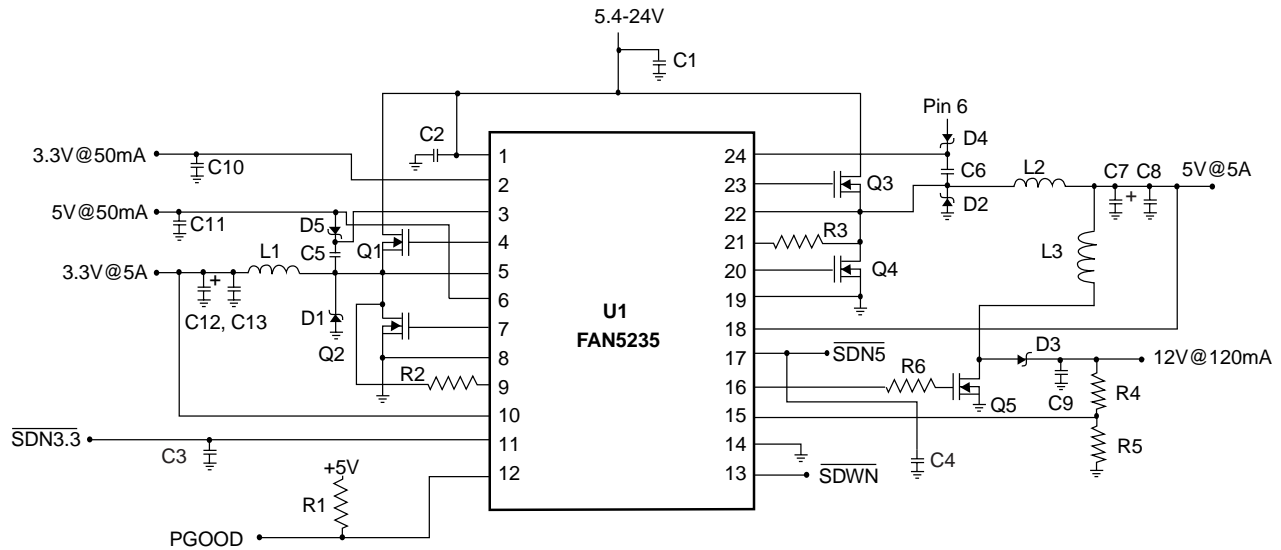 5.4-24V
C1
Pin 6
C2
D4
3.3V@50mA
1
24
C10
C6
L2
C7
C8
5V@5A
2
23
Q3
5V@50mA
3
22
D2
C11
D5
R3
Q1
4
21
C5
L3
L1
3.3V@5A
5
20
Q4
+
+
6
19
U1
FAN5235
C12, C13
D1
7
18
Q2
8
17
SDN5
D3
12V@120mA
R2
R6
9
16
Q5
C9
R4
10
15
SDN3.3
11
14
R5
C3
C4
12
13
SDWN
+5V
R1
PGOOD